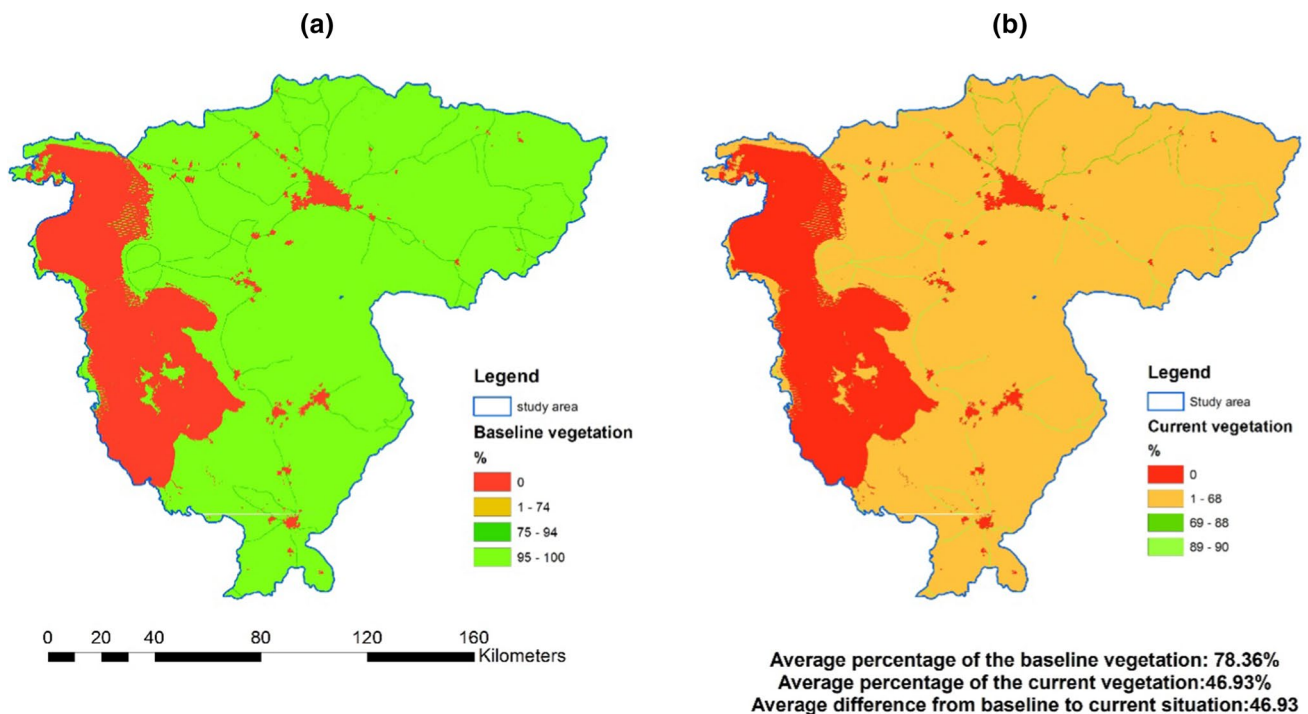 (a)
(b)
Legend
study area
Baseline vegetation
%
0
1 - 74
75 - 94
95 - 100
Legend
Study area
Current vegetation
%
0
1 - 68
69 - 88
89 - 90
0 20 40 80 120 160
Kilometers
Average percentage of the baseline vegetation: 78.36%
Average percentage of the current vegetation:46.93%
Average difference from baseline to current situation:46.93